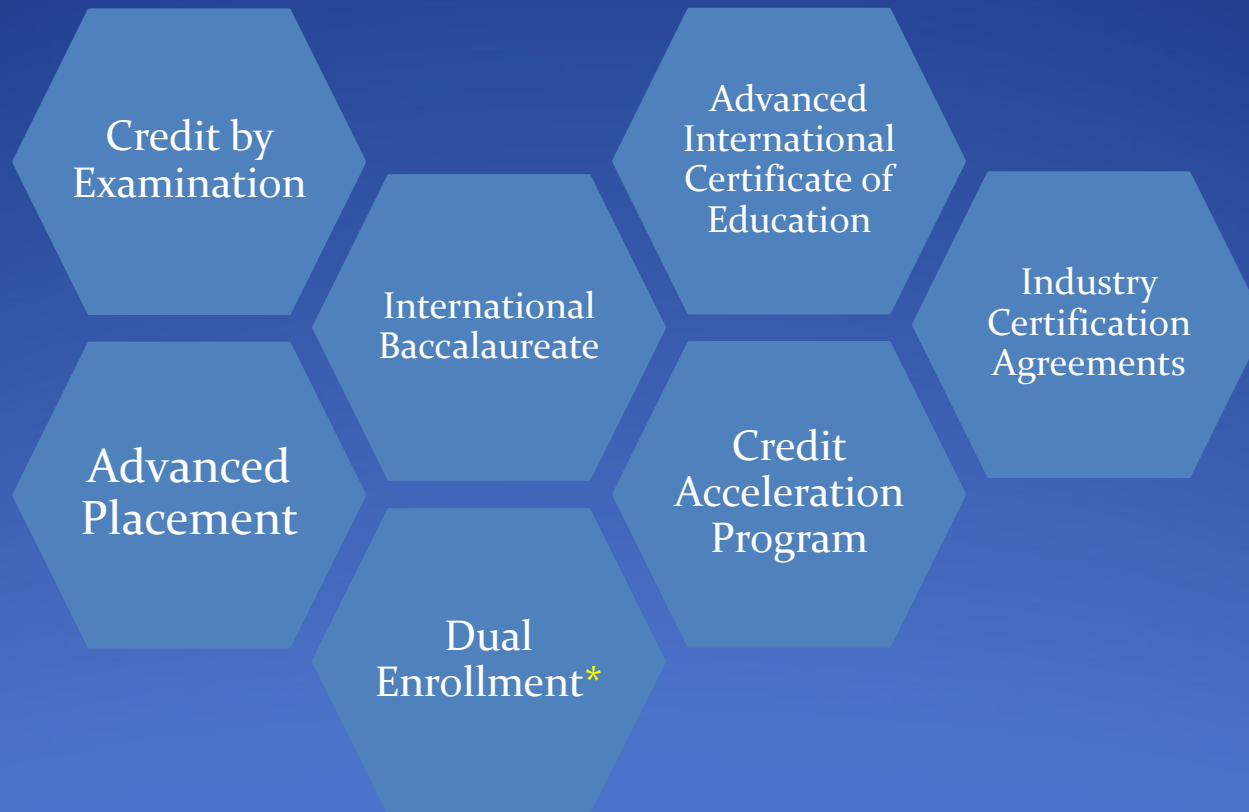 Credit by
Examination
Advanced
International
Certificate of
Education
International
Baccalaureate
Industry
Certification
Agreements
Advanced
Placement
Credit
Acceleration
Program
Dual
Enrollment*